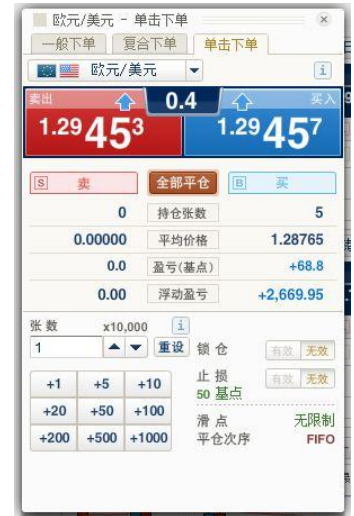 欧元/美元 - 单击下单
一般下单 复合下单 单击下单
欧元/美元
卖出 0.4 买入
1.29453 1.29457
S 卖 全部平仓 B 买
0 持仓张数 5
0.00000 平均价格 1.28765
0.0 盈亏(基点) +68.8
0.00 浮动盈亏 +2,669.95
张 数 x10,000
1 重设 锁 仓 有效 无效
+1 +5 +10 止 损 有效 无效
50 基点
+20 +50 +100 滑 点 无限制
+200 +500 +1000 平仓次序 FIFO